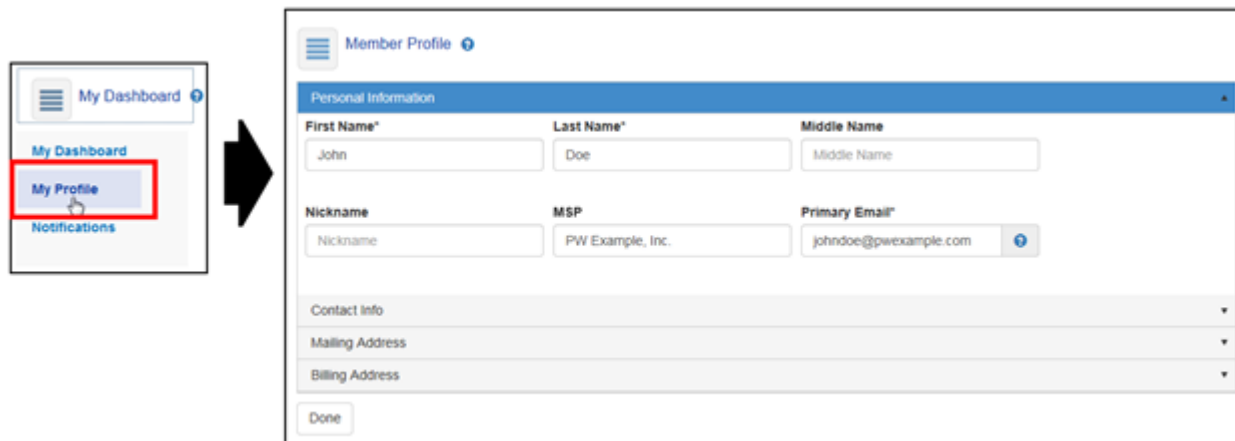 My Dashboard
My Dashboard
My Profile
Notifications
Member Profile
Personal Information
First Name* Last Name* Middle Name
John Doe Middle Name
Nickname MSP Primary Email*
Nickname PW Example, Inc. johndoe@pwexample.com
Contact Info
Mailing Address
Billing Address
Done